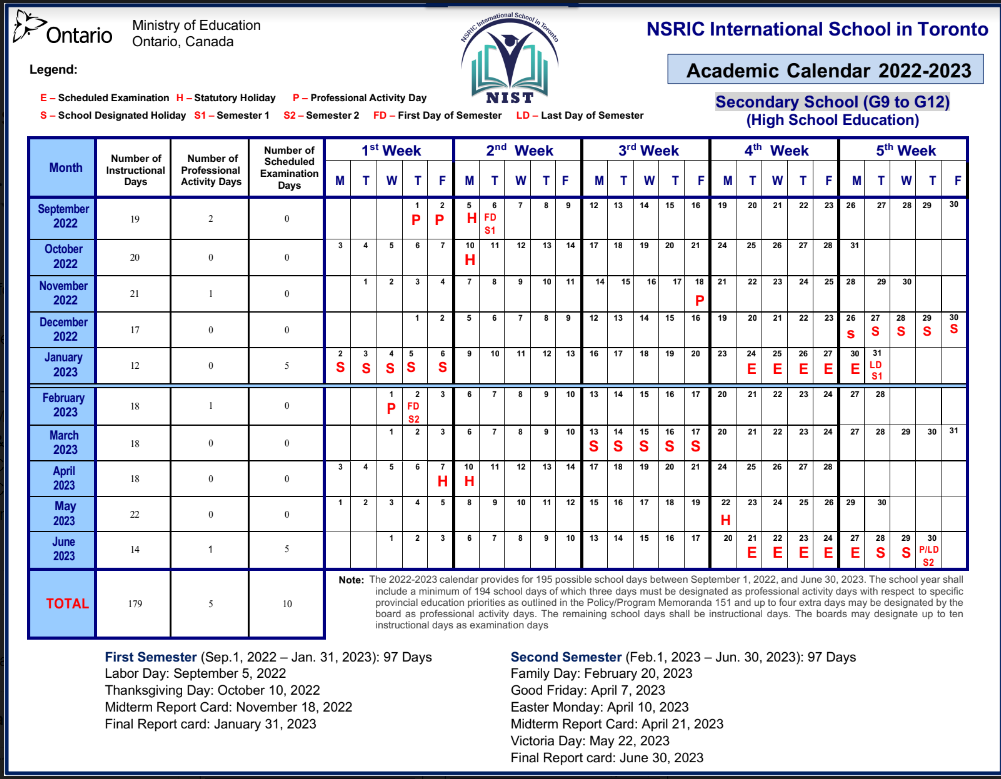 Ontario
Ministry of Education
Ontario, Canada
NSRIC International School in Toronto
NIST
NSRIC International School in Toronto
Academic Calendar 2022-2023
Secondary School (G9 to G12)
(High School Education)
Legend:
E – Scheduled Examination H – Statutory Holiday P – Professional Activity Day
S – School Designated Holiday S1 – Semester 1 S2 – Semester 2 FD – First Day of Semester LD – Last Day of Semester
Month Number of Instructional Days Number of Professional Activity Days Number of Scheduled Examination Days 1st Week 2nd Week 3rd Week 4th Week 5th Week
M T W T F M T W T F M T W T F M T W T F M T W T F
September 2022 19 2 0 1 P 2 P 5 H 6 FD S1 7 8 9 12 13 14 15 16 19 20 21 22 23 26 27 28 29 30
October 2022 20 0 0 3 4 5 6 7 10 H 11 12 13 14 17 18 19 20 21 24 25 26 27 28 31
November 2022 21 1 0 1 2 3 4 7 8 9 10 11 14 15 16 17 18 P 21 22 23 24 25 28 29 30
December 2022 17 0 0 1 2 5 6 7 8 9 12 13 14 15 16 19 20 21 22 23 26 s 27 S 28 S 29 S 30 S
January 2023 12 0 5 2 S 3 S 4 S 5 S 6 S 9 10 11 12 13 16 17 18 19 20 23 24 E 25 E 26 E 27 E 30 E 31 LD S1
February 2023 18 1 0 1 P 2 FD S2 3 6 7 8 9 10 13 14 15 16 17 20 21 22 23 24 27 28
March 2023 18 0 0 1 2 3 6 7 8 9 10 13 S 14 S 15 S 16 S 17 S 20 21 22 23 24 27 28 29 30 31
April 2023 18 0 0 3 4 5 6 7 H 10 H 11 12 13 14 17 18 19 20 21 24 25 26 27 28
May 2023 22 0 0 1 2 3 4 5 8 9 10 11 12 15 16 17 18 19 22 H 23 24 25 26 29 30
June 2023 14 1 5 1 2 3 6 7 8 9 10 13 14 15 16 17 20 21 E 22 E 23 E 24 E 27 E 28 S 29 S 30 P/LD S2
TOTAL 179 5 10
Note: The 2022-2023 calendar provides for 195 possible school days between September 1, 2022, and June 30, 2023. The school year shall
include a minimum of 194 school days of which three days must be designated as professional activity days with respect to specific
provincial education priorities as outlined in the Policy/Program Memoranda 151 and up to four extra days may be designated by the
board as professional activity days. The remaining school days shall be instructional days. The boards may designate up to ten
instructional days as examination days
First Semester (Sep.1, 2022 – Jan. 31, 2023): 97 Days
Labor Day: September 5, 2022
Thanksgiving Day: October 10, 2022
Midterm Report Card: November 18, 2022
Final Report card: January 31, 2023
Second Semester (Feb.1, 2023 – Jun. 30, 2023): 97 Days
Family Day: February 20, 2023
Good Friday: April 7, 2023
Easter Monday: April 10, 2023
Midterm Report Card: April 21, 2023
Victoria Day: May 22, 2023
Final Report card: June 30, 2023